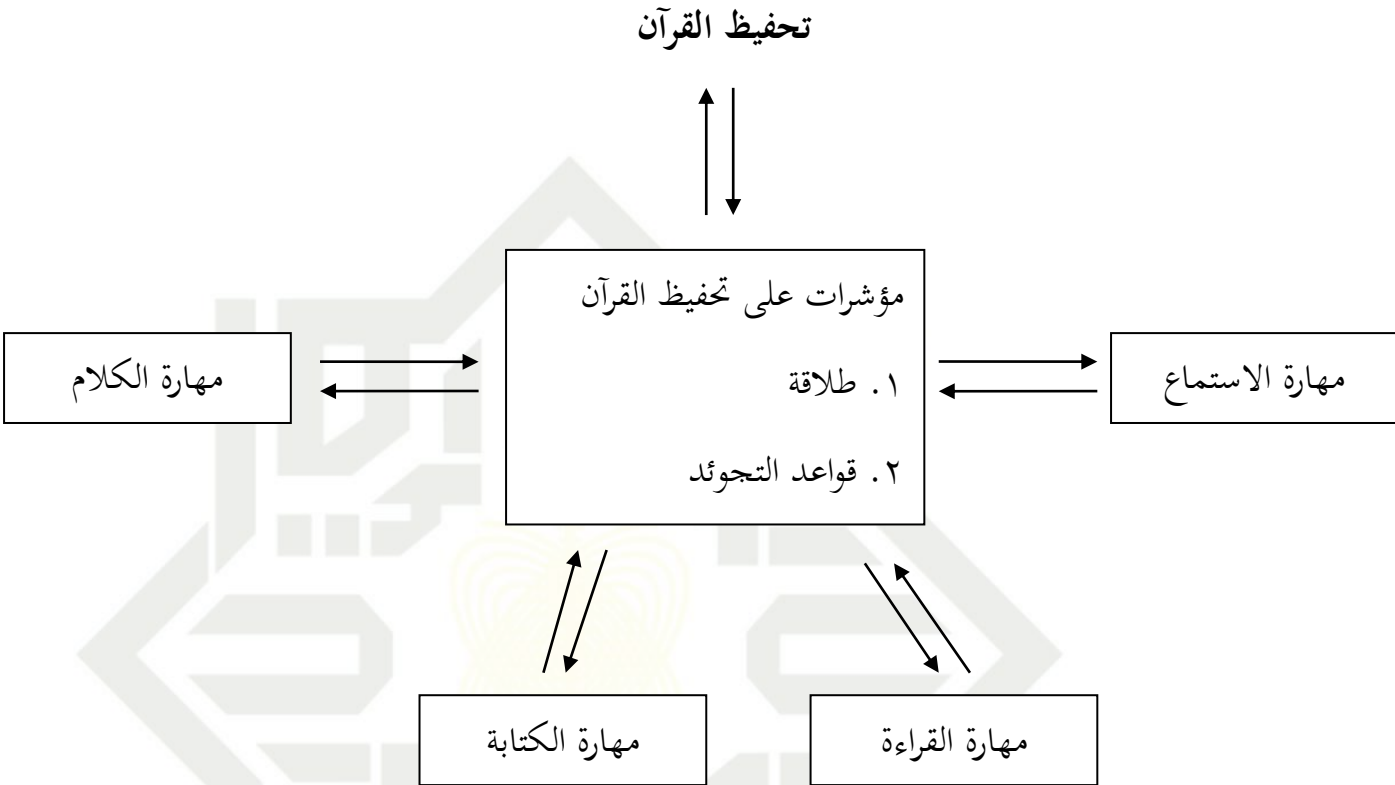 تحفيظ القرآن
مؤشرات على تحفيظ القرآن
١. طلاقة
٢. قواعد التجوئد
مهارة الاستماع
مهارة الكلام
مهارة القراءة
مهارة الكتابة